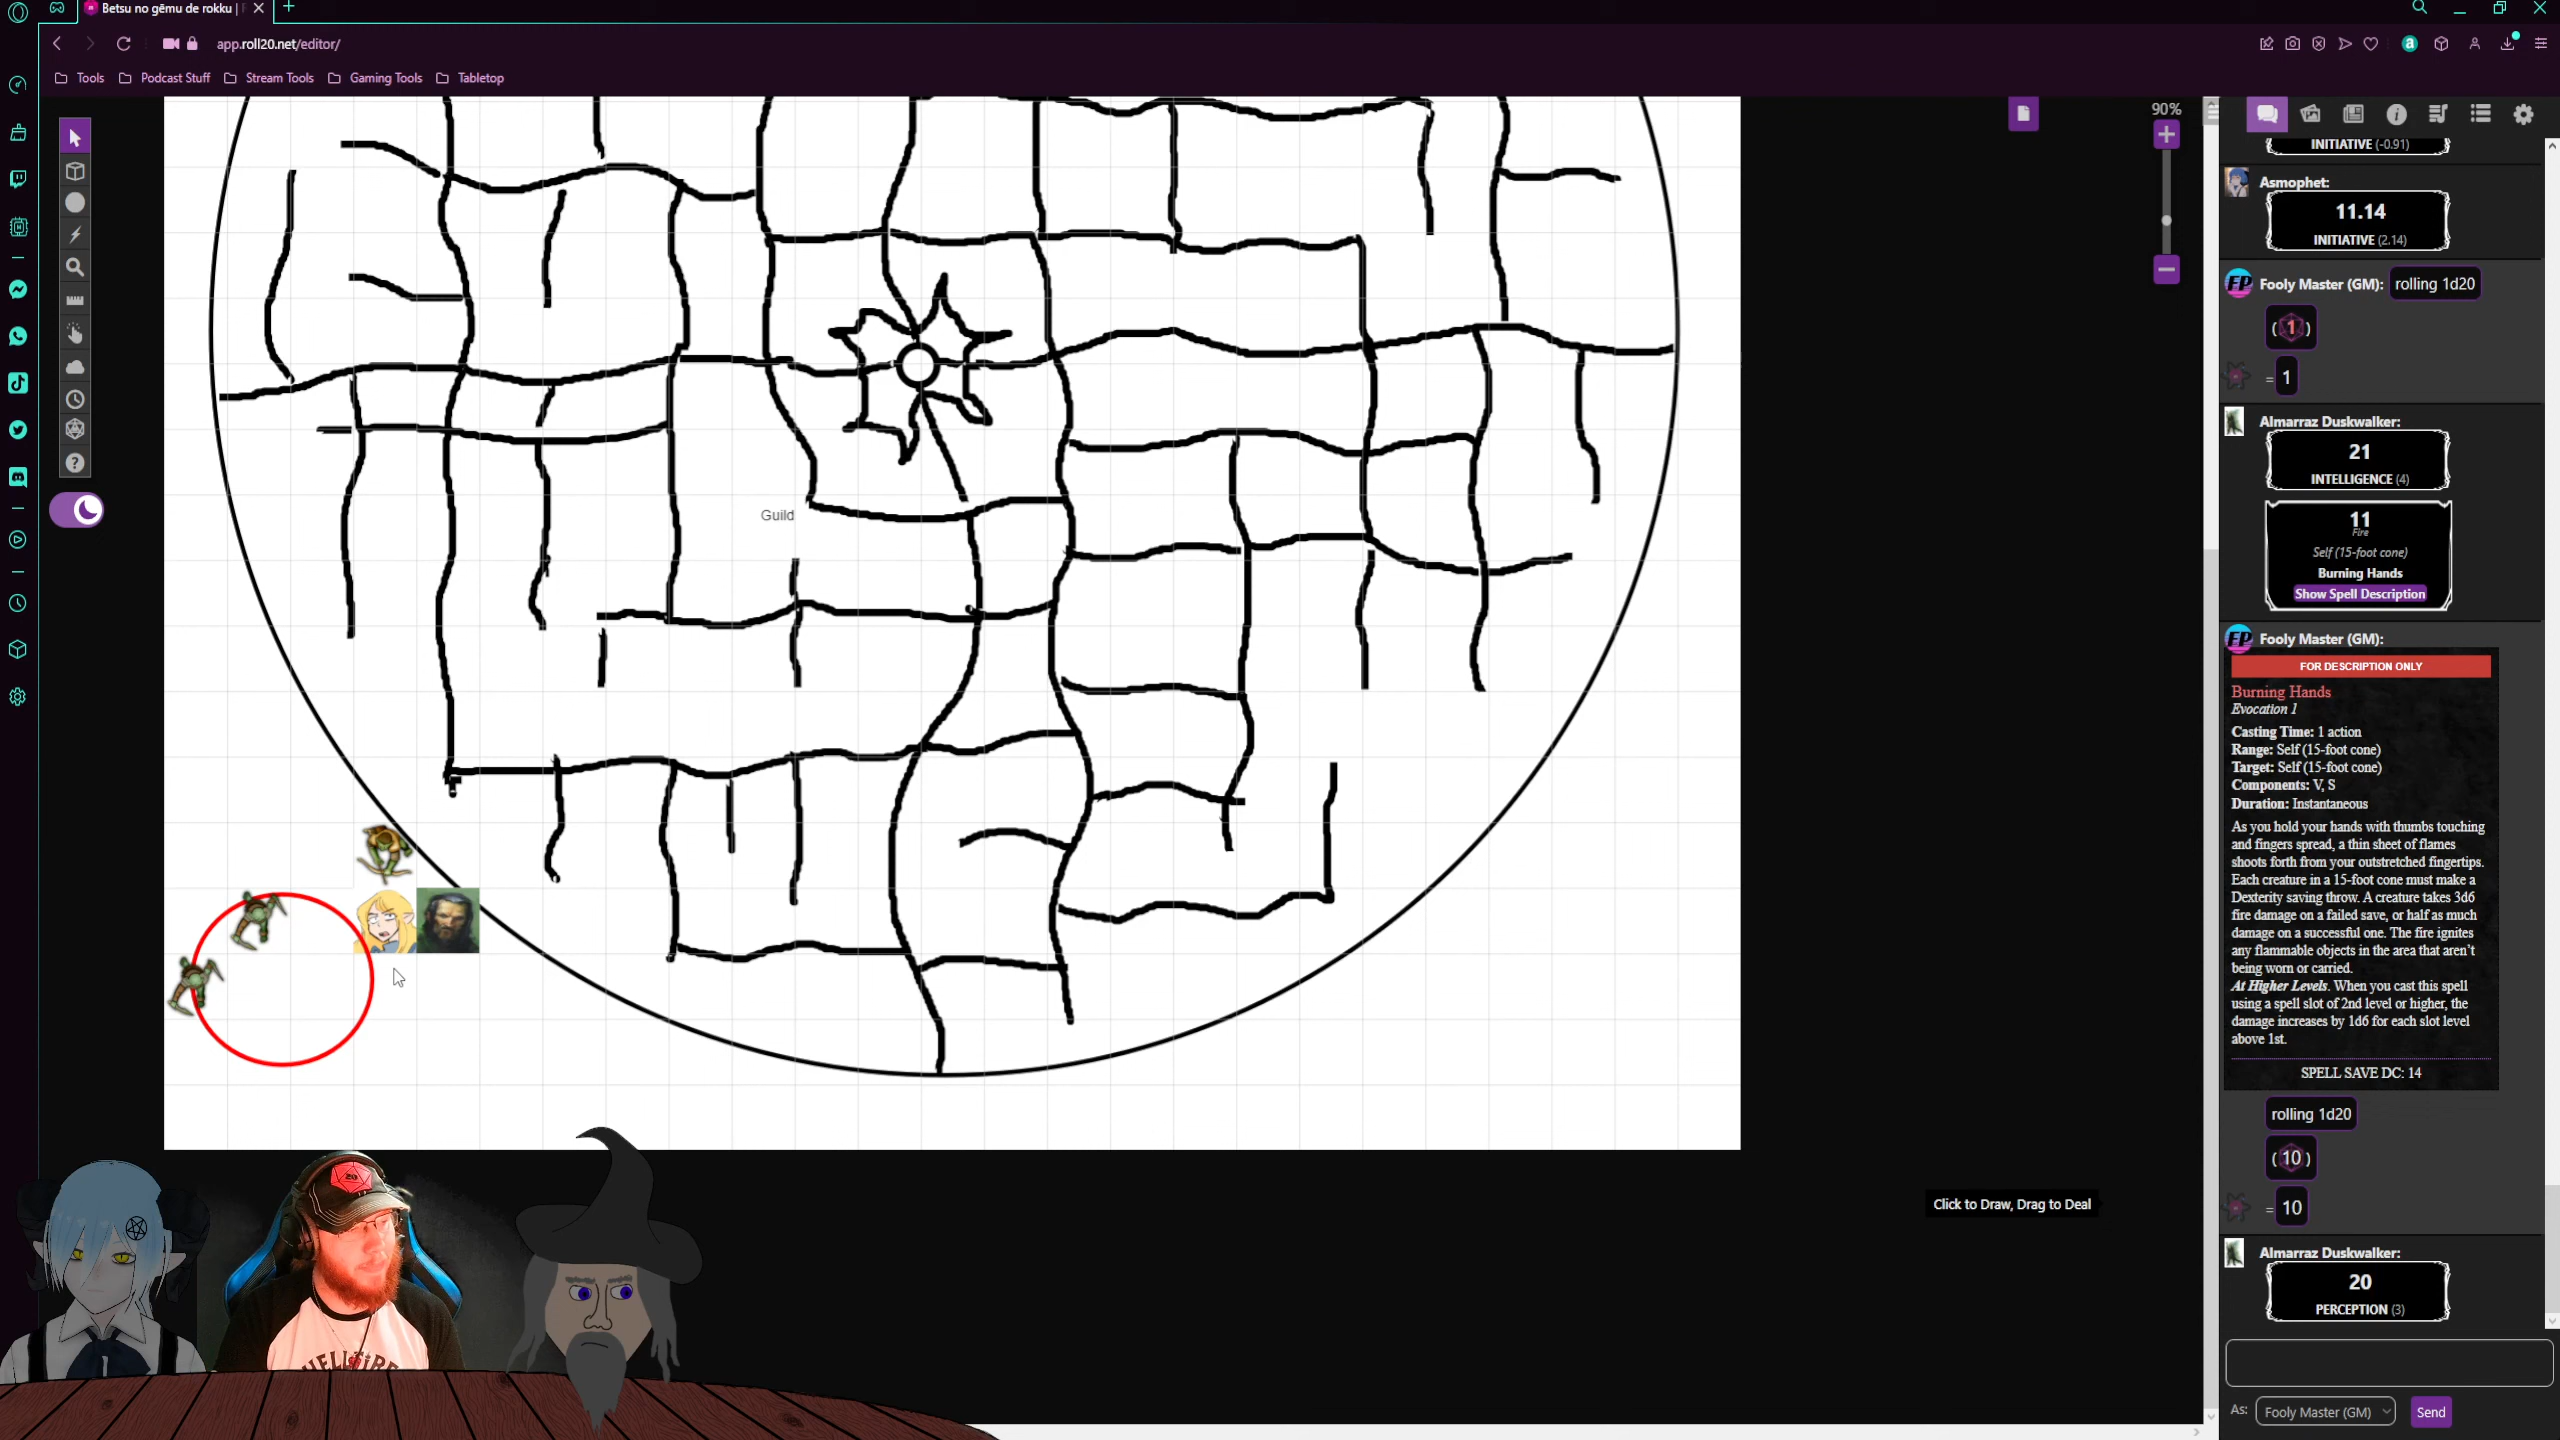 Betsu no gēmu de rokku |
app.roll20.net/editor/
Tools
Podcast Stuff
Stream Tools
Gaming Tools
Tabletop
90%
Guild
Click to Draw, Drag to Deal
INITIATIVE (-0.91)
Asmophet:
11.14
INITIATIVE (2.14)
Fooly Master (GM): rolling 1d20
(1)
= 1
Almarraz Duskwalker:
21
INTELLIGENCE (4)
11
Fire
Self (15-foot cone)
Burning Hands
Show Spell Description
FP Fooly Master (GM):
FOR DESCRIPTION ONLY
Burning Hands
Evocation 1
Casting Time: 1 action
Range: Self (15-foot cone)
Target: Self (15-foot cone)
Components: V, S
Duration: Instantaneous
As you hold your hands with thumbs touching
and fingers spread, a thin sheet of flames
shoots forth from your outstretched fingertips.
Each creature in a 15-foot cone must make a
Dexterity saving throw. A creature takes 3d6
fire damage on a failed save, or half as much
damage on a successful one. The fire ignites
any flammable objects in the area that aren't
being worn or carried.
At Higher Levels. When you cast this spell
using a spell slot of 2nd level or higher, the
damage increases by 1d6 for each slot level
above 1st.
SPELL SAVE DC: 14
rolling 1d20
(10)
= 10
Almarraz Duskwalker:
20
PERCEPTION (3)
As: Fooly Master (GM)
Send
20